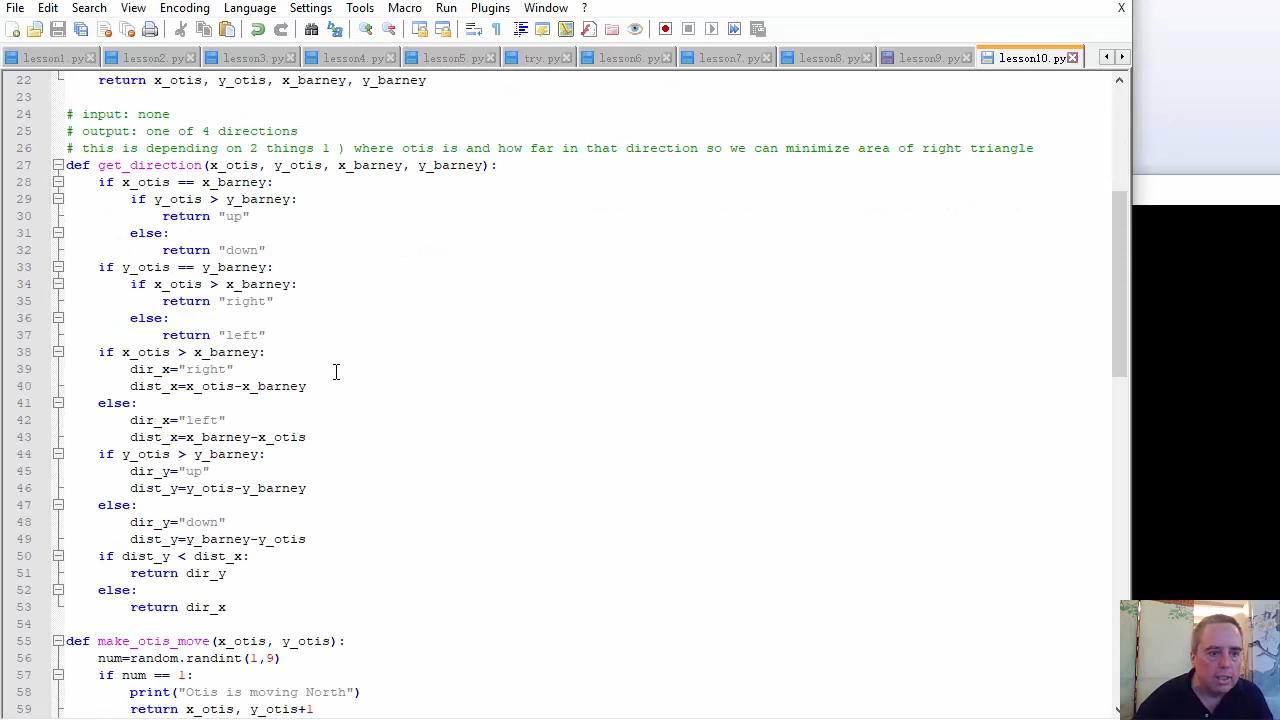 File Edit Search View Encoding Language Settings Tools Macro Run Plugins Window ? X
lesson1.py lesson2.py lesson3.py lesson4.py lesson5.py try.py lesson6.py lesson7.py lesson8.py lesson9.py lesson10.py
22 return x_otis, y_otis, x_barney, y_barney
23
24 # input: none
25 # output: one of 4 directions
26 # this is depending on 2 things 1 ) where otis is and how far in that direction so we can minimize area of right triangle
27 def get_direction(x_otis, y_otis, x_barney, y_barney):
28 if x_otis == x_barney:
29 if y_otis > y_barney:
30 return "up"
31 else:
32 return "down"
33 if y_otis == y_barney:
34 if x_otis > x_barney:
35 return "right"
36 else:
37 return "left"
38 if x_otis > x_barney:
39 dir_x="right"
40 dist_x=x_otis-x_barney
41 else:
42 dir_x="left"
43 dist_x=x_barney-x_otis
44 if y_otis > y_barney:
45 dir_y="up"
46 dist_y=y_otis-y_barney
47 else:
48 dir_y="down"
49 dist_y=y_barney-y_otis
50 if dist_y < dist_x:
51 return dir_y
52 else:
53 return dir_x
54
55 def make_otis_move(x_otis, y_otis):
56 num=random.randint(1,9)
57 if num == 1:
58 print("Otis is moving North")
59 return x_otis, y_otis+1